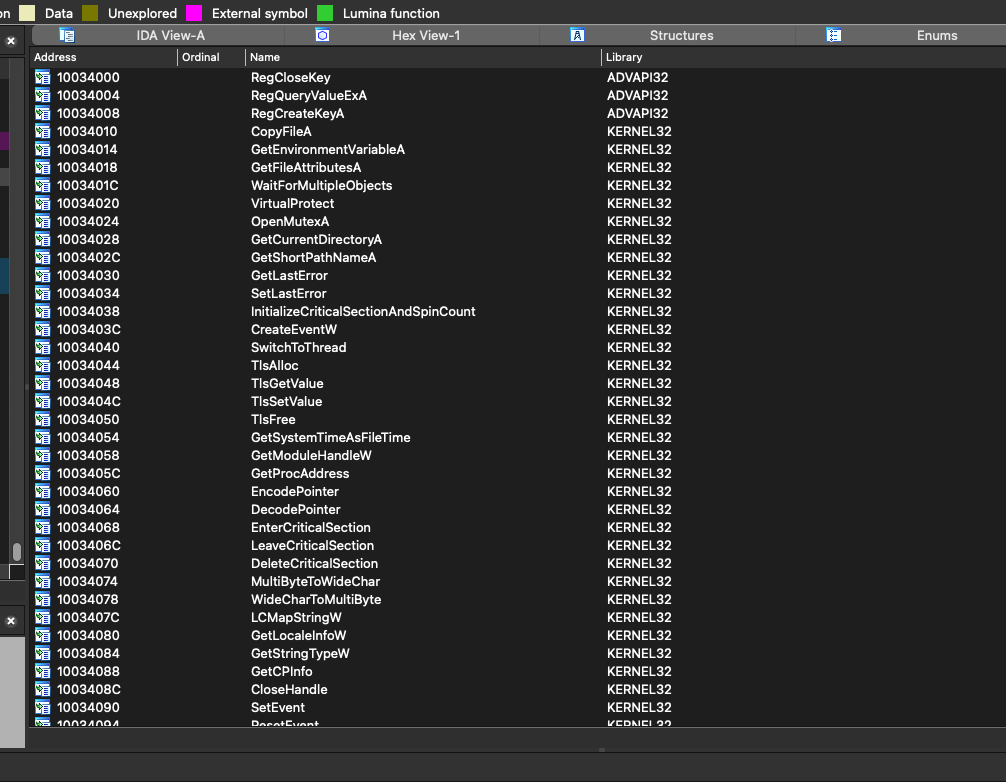 on Data Unexplored External symbol Lumina function
IDA View-A Hex View-1 Structures Enums
Address Ordinal Name Library
10034000 RegCloseKey ADVAPI32
10034004 RegQueryValueExA ADVAPI32
10034008 RegCreateKeyA ADVAPI32
10034010 CopyFileA KERNEL32
10034014 GetEnvironmentVariableA KERNEL32
10034018 GetFileAttributesA KERNEL32
1003401C WaitForMultipleObjects KERNEL32
10034020 VirtualProtect KERNEL32
10034024 OpenMutexA KERNEL32
10034028 GetCurrentDirectoryA KERNEL32
1003402C GetShortPathNameA KERNEL32
10034030 GetLastError KERNEL32
10034034 SetLastError KERNEL32
10034038 InitializeCriticalSectionAndSpinCount KERNEL32
1003403C CreateEventW KERNEL32
10034040 SwitchToThread KERNEL32
10034044 TlsAlloc KERNEL32
10034048 TlsGetValue KERNEL32
1003404C TlsSetValue KERNEL32
10034050 TlsFree KERNEL32
10034054 GetSystemTimeAsFileTime KERNEL32
10034058 GetModuleHandleW KERNEL32
1003405C GetProcAddress KERNEL32
10034060 EncodePointer KERNEL32
10034064 DecodePointer KERNEL32
10034068 EnterCriticalSection KERNEL32
1003406C LeaveCriticalSection KERNEL32
10034070 DeleteCriticalSection KERNEL32
10034074 MultiByteToWideChar KERNEL32
10034078 WideCharToMultiByte KERNEL32
1003407C LCMapStringW KERNEL32
10034080 GetLocaleInfoW KERNEL32
10034084 GetStringTypeW KERNEL32
10034088 GetCPInfo KERNEL32
1003408C CloseHandle KERNEL32
10034090 SetEvent KERNEL32
10034094 ResetEvent KERNEL32